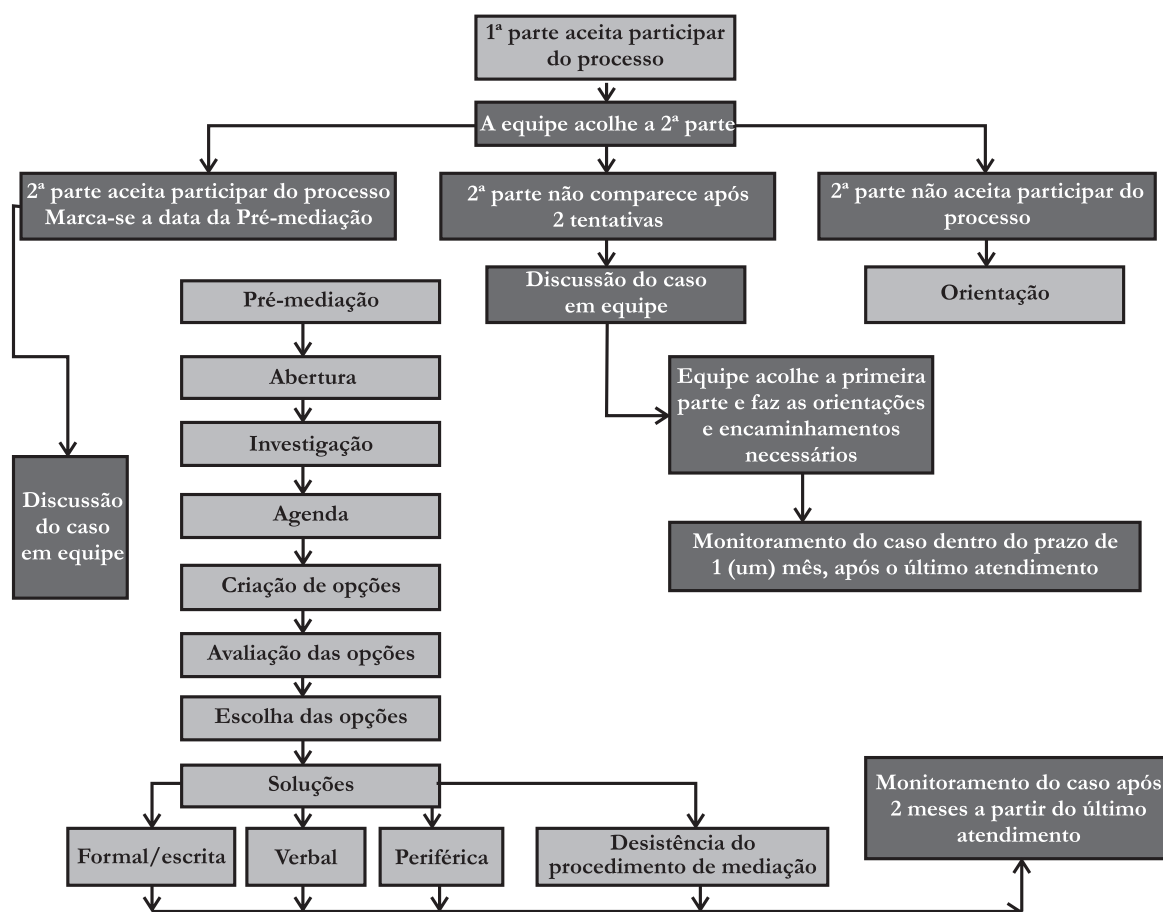 1ª parte aceita participar
do processo
A equipe acolhe a 2ª parte
2ª parte aceita participar do processo
Marca-se a data da Pré-mediação
2ª parte não comparece após
2 tentativas
2ª parte não aceita participar do
processo
Discussão do caso
em equipe
Orientação
Pré-mediação
Abertura
Equipe acolhe a primeira
parte e faz as orientações
e encaminhamentos
necessários
Investigação
Discussão
do caso
em equipe
Agenda
Monitoramento do caso dentro do prazo de
1 (um) mês, após o último atendimento
Criação de opções
Avaliação das opções
Escolha das opções
Soluções
Monitoramento do caso após
2 meses a partir do último
atendimento
Formal/escrita
Verbal
Periférica
Desistência do
procedimento de mediação